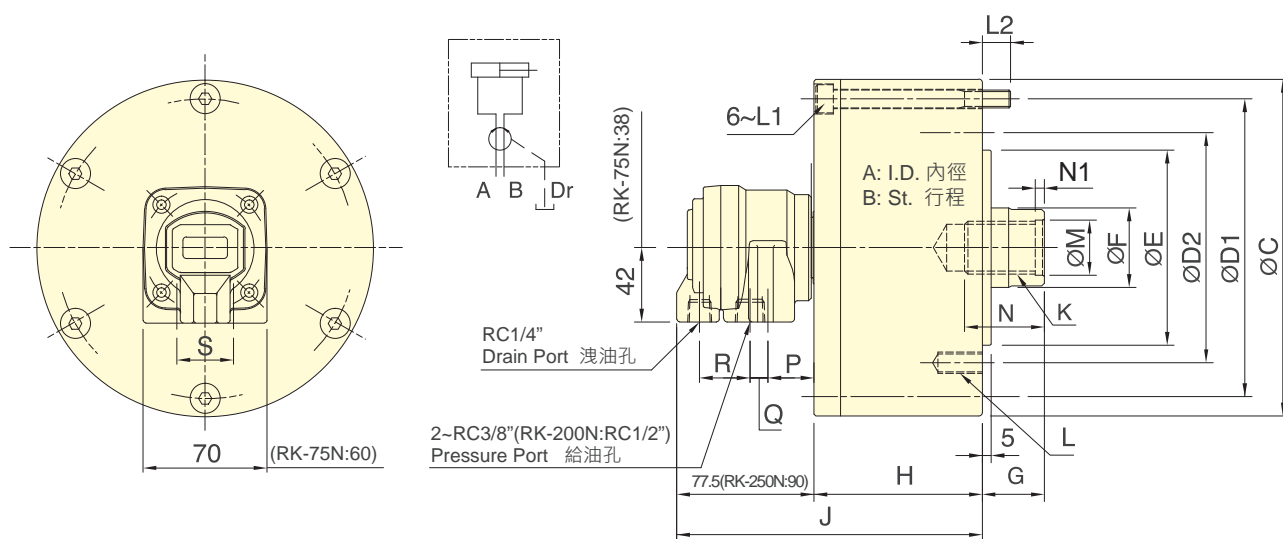 S
70
(RK-75N:60)
A
B
Dr
(RK-75N:38)
42
RC1/4”
Drain Port 洩油孔
2~RC3/8”(RK-200N:RC1/2”)
Pressure Port 給油孔
77.5(RK-250N:90)
R
P
Q
H
J
6~L1
A: I.D. 內徑
B: St. 行程
L2
N1
ØM
ØF
ØE
ØD2
ØD1
ØC
N
K
5
L
G